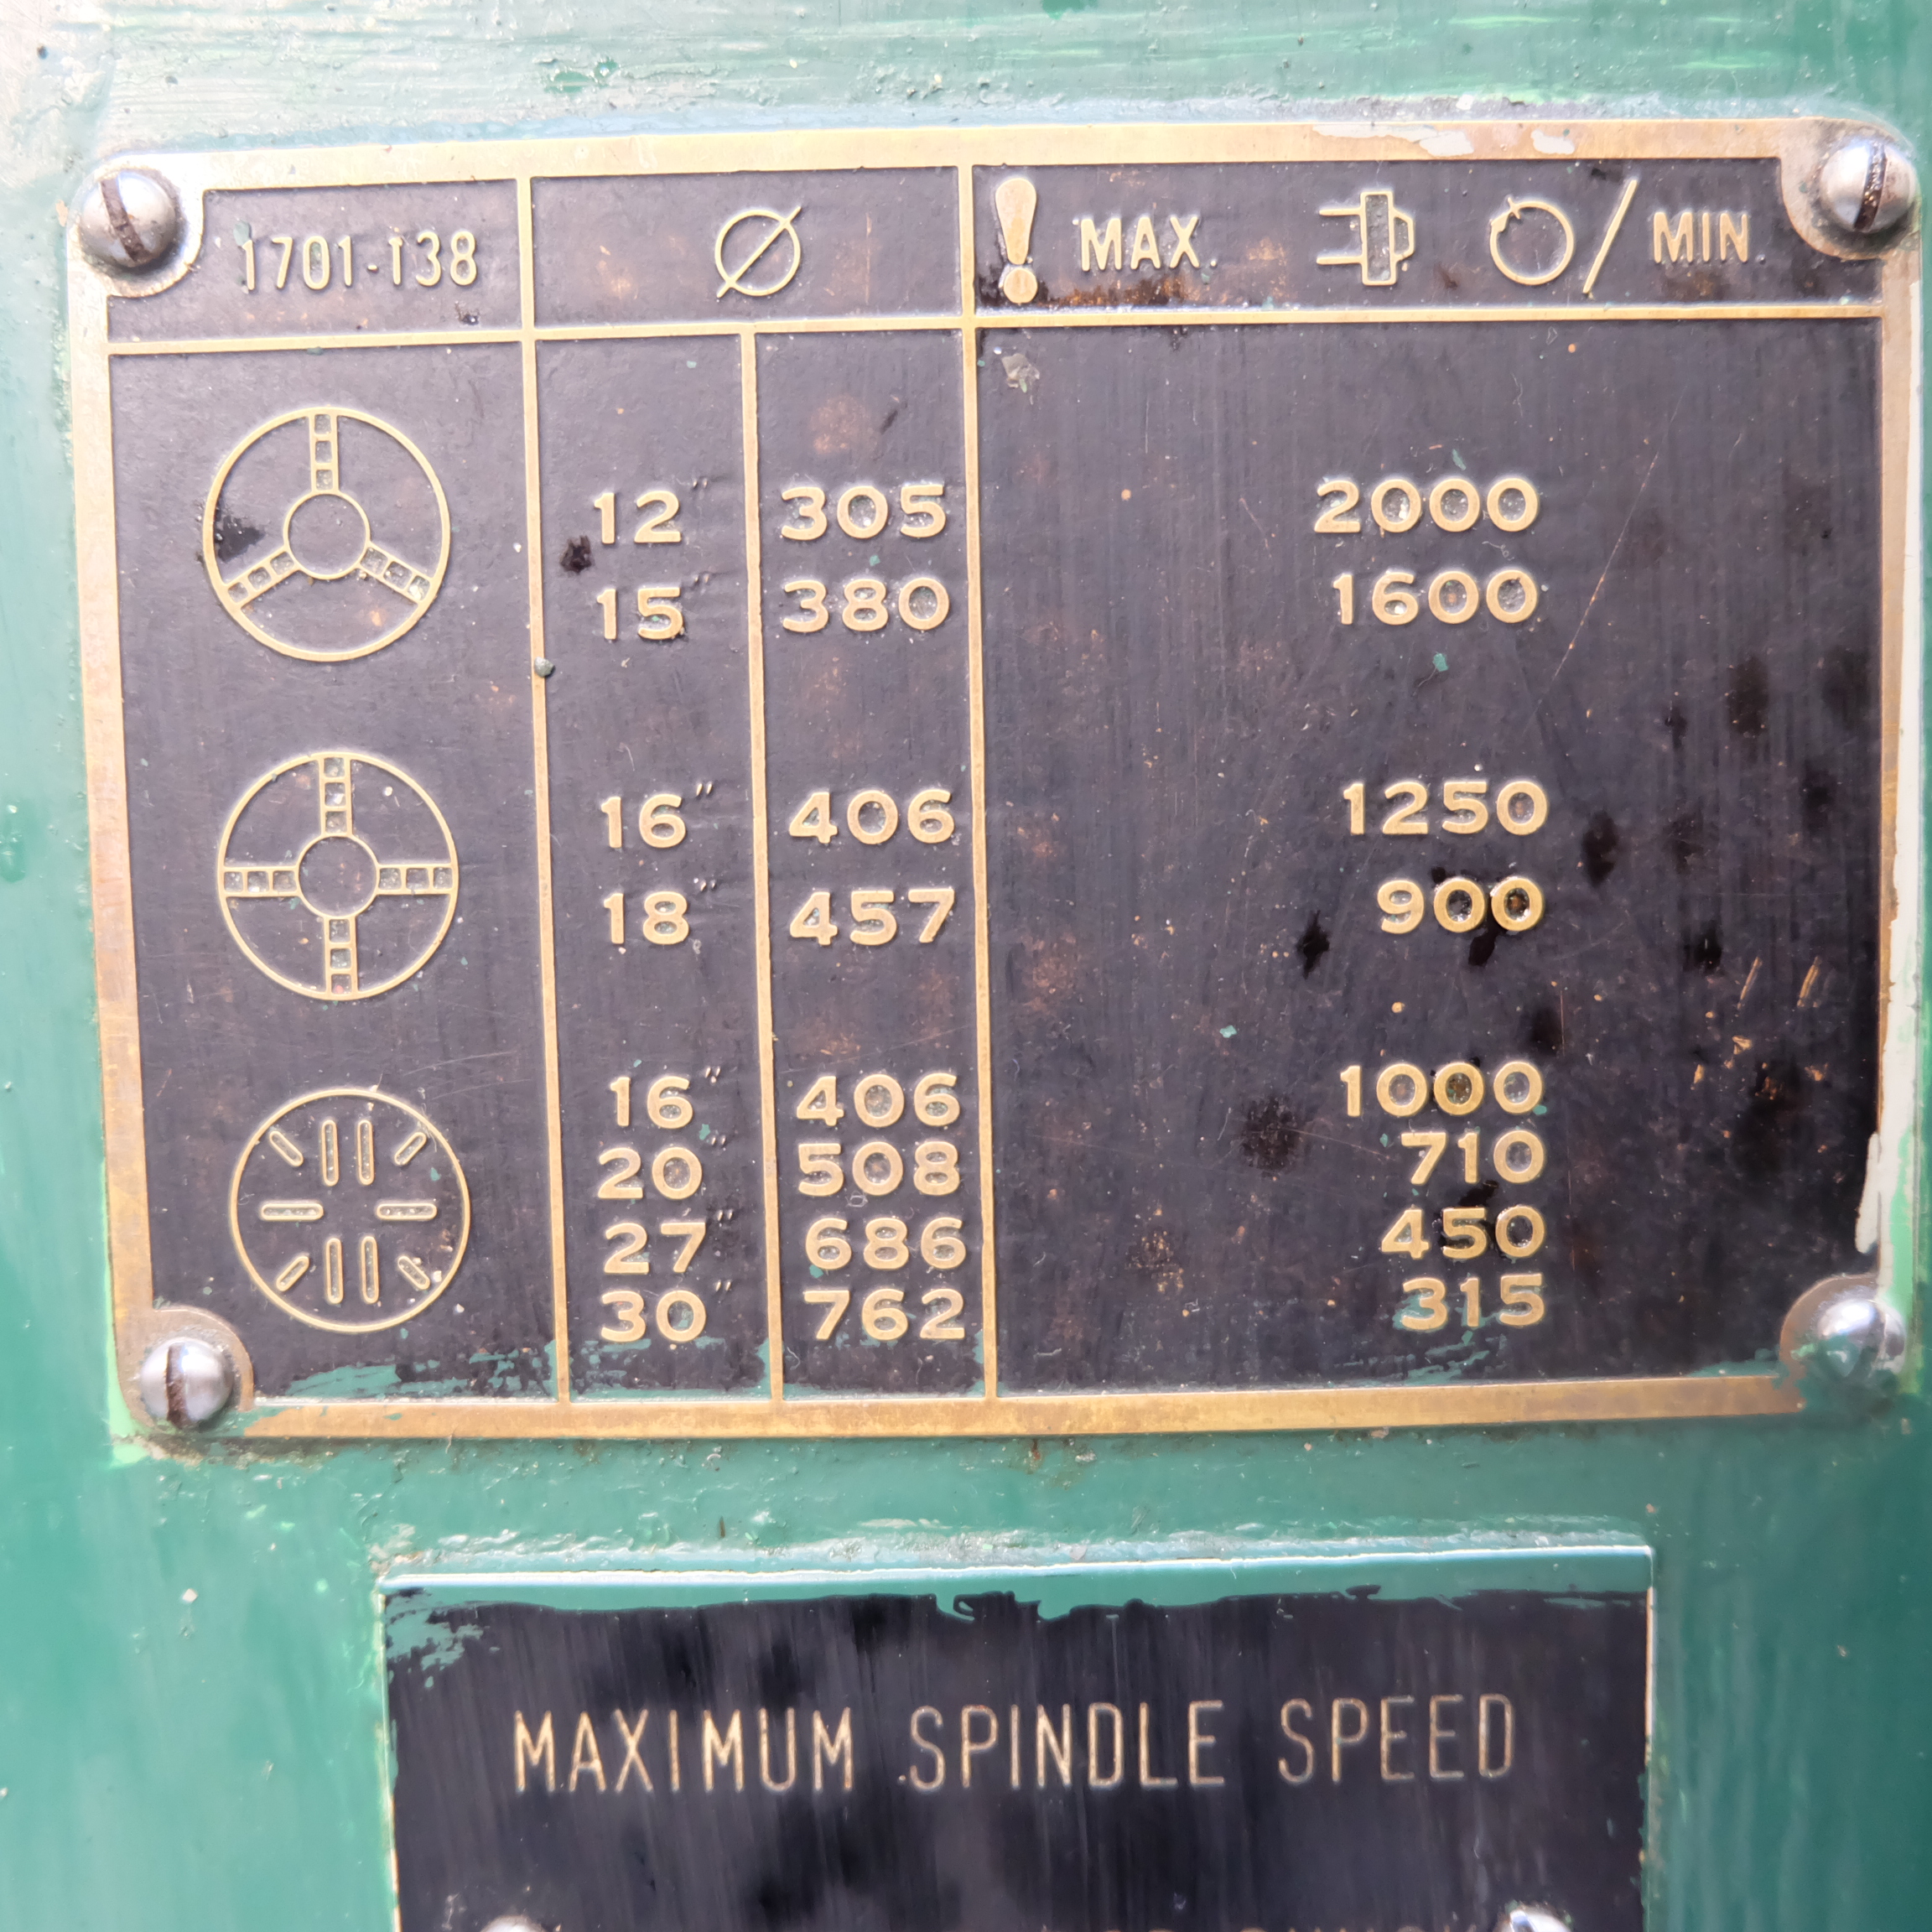 1701-138 Ø ! MAX. /MIN.
12" 305 2000
15" 380 1600
16" 406 1250
18" 457 900
16" 406 1000
20" 508 710
27" 686 450
30" 762 315
MAXIMUM SPINDLE SPEED